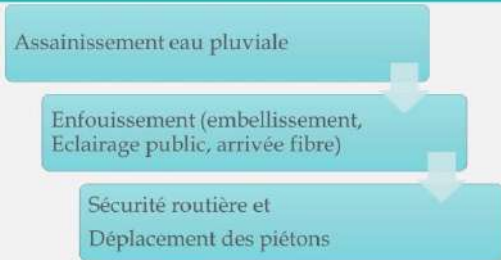 Assainissement eau pluviale
Enfouissement (embellissement,
Eclairage public, arrivée fibre)
Sécurité routière et
Déplacement des piétons